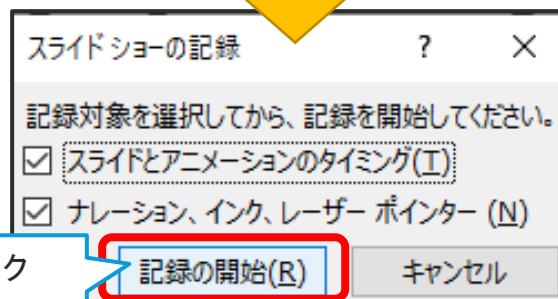 スライド ショーの記録 ? ×
記録対象を選択してから、記録を開始してください。
スライドとアニメーションのタイミング(T)
ナレーション、インク、レーザー ポインター (N)
ク
記録の開始(R)
キャンセル